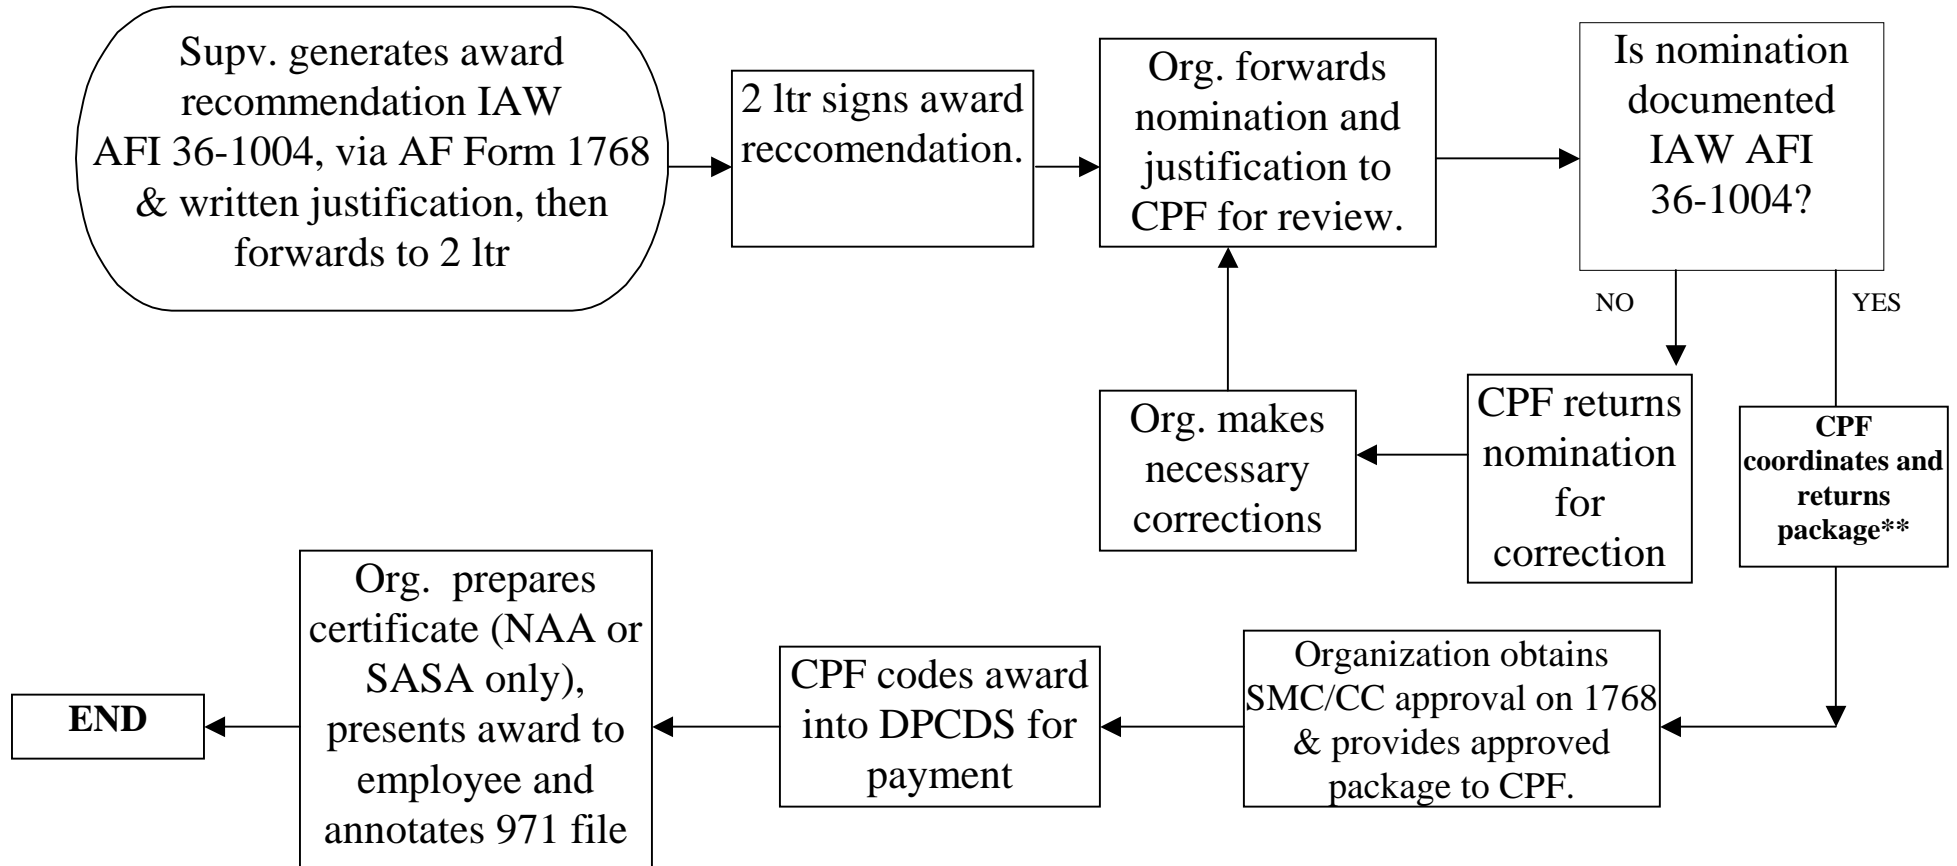 Supv. generates award
recommendation IAW
AFI 36-1004, via AF Form 1768
& written justification, then
forwards to 2 ltr
2 ltr signs award
reccomendation.
Org. forwards
nomination and
justification to
CPF for review.
Is nomination
documented
IAW AFI
36-1004?
NO
YES
CPF returns
nomination
for
correction
Org. makes
necessary
corrections
CPF
coordinates and
returns
package**
Organization obtains
SMC/CC approval on 1768
& provides approved
package to CPF.
CPF codes award
into DPCDS for
payment
Org. prepares
certificate (NAA or
SASA only),
presents award to
employee and
annotates 971 file
END